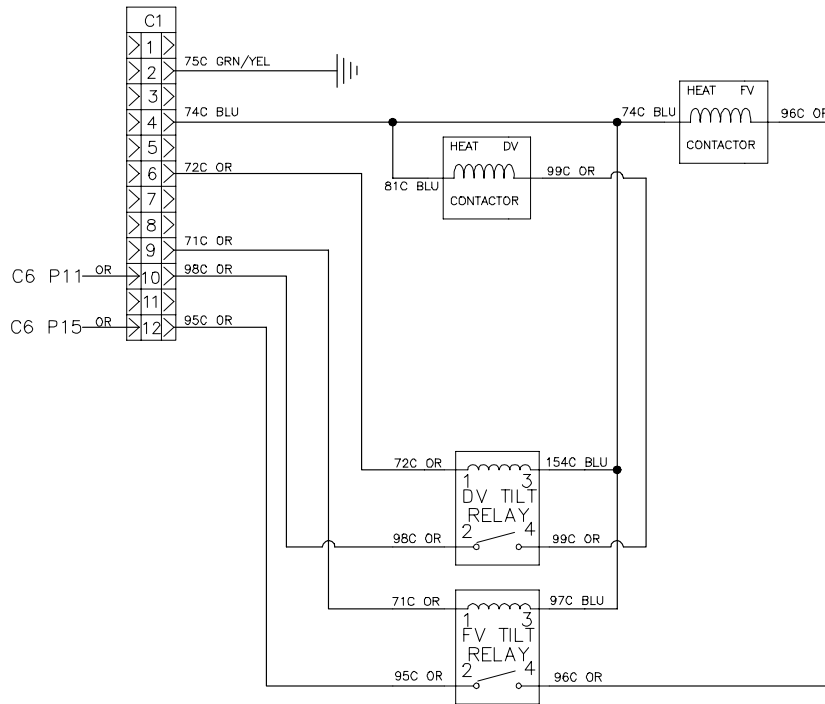 C1
1
2
75C GRN/YEL
3
4
74C BLU
74C BLU
HEAT FV
CONTACTOR
96C OR
5
HEAT DV
CONTACTOR
81C BLU
99C OR
6
72C OR
7
8
9
71C OR
C6 P11
OR
10
98C OR
11
C6 P15
OR
12
95C OR
72C OR
154C BLU
1 3
DV TILT
RELAY
2 4
98C OR
99C OR
71C OR
97C BLU
1 3
FV TILT
RELAY
2 4
95C OR
96C OR